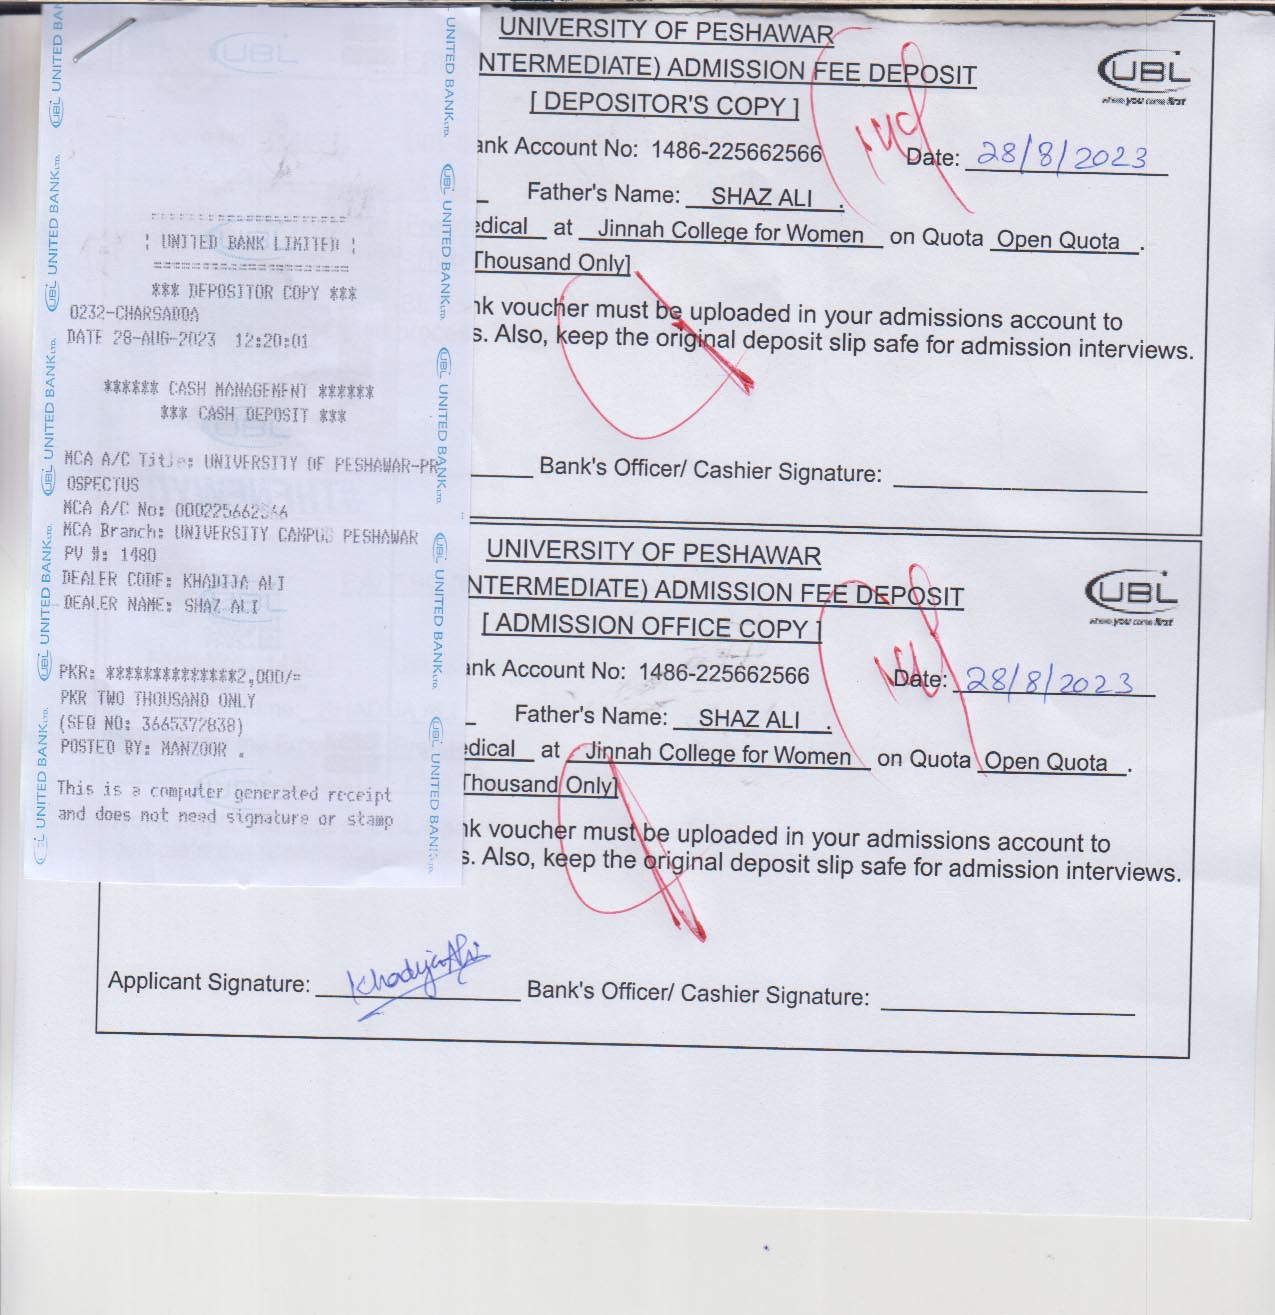 UNITED BANK LTD.
UBL
============================
: UNITED BANK LIMITED :
============================
*** DEPOSITOR COPY ***
0232-CHARSADDA
DATE 28-AUG-2023 12:20:01
****** CASH MANAGEMENT ******
*** CASH DEPOSIT ***
MCA A/C Title: UNIVERSITY OF PESHAWAR-PR
OSPECTUS
MCA A/C No: 000225662566
MCA Branch: UNIVERSITY CAMPUS PESHAWAR
PV #: 1480
DEALER CODE: KHADIJA ALI
DEALER NAME: SHAZ ALI
PKR: **************2,000/=
PKR TWO THOUSAND ONLY
(SEQ NO: 3665372838)
POSTED BY: MANZOOR .
This is a computer generated receipt
and does not need signature or stamp
UNIVERSITY OF PESHAWAR
NTERMEDIATE) ADMISSION FEE DEPOSIT
[ DEPOSITOR'S COPY ]
UBL
where you come first
ank Account No: 1486-225662566 Date: 28/8/2023
Father's Name: SHAZ ALI .
edical at Jinnah College for Women on Quota Open Quota .
Thousand Only]
nk voucher must be uploaded in your admissions account to
s. Also, keep the original deposit slip safe for admission interviews.
Bank's Officer/ Cashier Signature:
UNIVERSITY OF PESHAWAR
NTERMEDIATE) ADMISSION FEE DEPOSIT
[ ADMISSION OFFICE COPY ]
UBL
where you come first
ank Account No: 1486-225662566 Date: 28/8/2023
Father's Name: SHAZ ALI .
edical at Jinnah College for Women on Quota Open Quota .
Thousand Only]
nk voucher must be uploaded in your admissions account to
s. Also, keep the original deposit slip safe for admission interviews.
Applicant Signature: Khadija Ali Bank's Officer/ Cashier Signature: